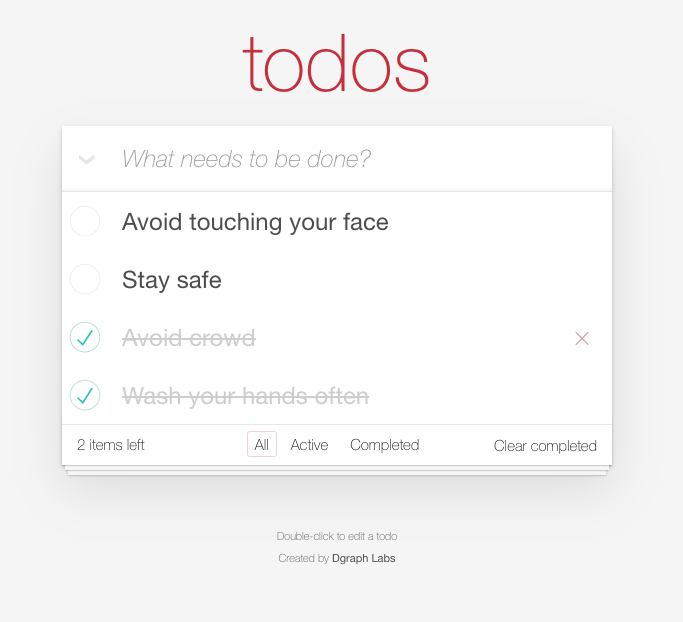 todos
What needs to be done?
Avoid touching your face
Stay safe
Avoid crowd
Wash your hands often
2 items left All Active Completed Clear completed
Double-click to edit a todo
Created by Dgraph Labs